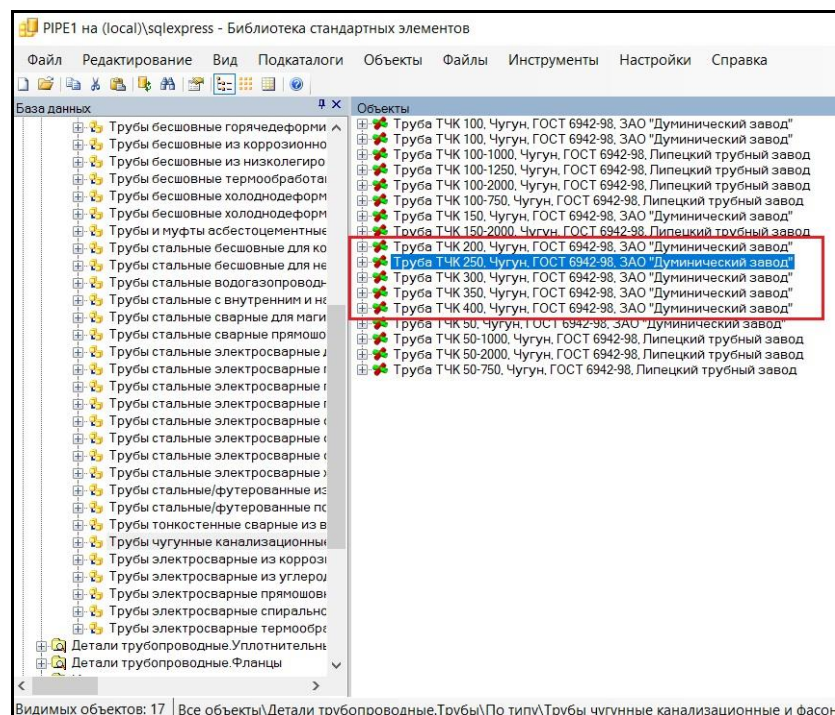 PIPE1 на (local)\sqlexpress - Библиотека стандартных элементов
Файл Редактирование Вид Подкаталоги Объекты Файлы Инструменты Настройки Справка
База данных
Трубы бесшовные горячедеформи
Трубы бесшовные из коррозионно
Трубы бесшовные из низколегиро
Трубы бесшовные термообработа
Трубы бесшовные холоднодеформ
Трубы бесшовные холоднодеформ
Трубы и муфты асбестоцементные
Трубы стальные бесшовные для ко
Трубы стальные бесшовные для не
Трубы стальные водогазопроводн
Трубы стальные с внутренним и на
Трубы стальные сварные для маги
Трубы стальные сварные прямошо
Трубы стальные электросварные д
Трубы стальные электросварные
Трубы стальные электросварные
Трубы стальные электросварные
Трубы стальные электросварные
Трубы стальные электросварные
Трубы стальные электросварные
Трубы стальные электросварные
Трубы стальные/футерованные из
Трубы стальные/футерованные по
Трубы тонкостенные сварные из в
Трубы чугунные канализационные
Трубы электросварные из корроз
Трубы электросварные из углерод
Трубы электросварные прямошовн
Трубы электросварные спирально
Трубы электросварные термообра
Детали трубопроводные.Уплотнительн
Детали трубопроводные.Фланцы
Объекты
Труба ТЧК 100, Чугун, ГОСТ 6942-98, ЗАО "Думинический завод"
Труба ТЧК 100, Чугун, ГОСТ 6942-98, ЗАО "Думинический завод"
Труба ТЧК 100-1000, Чугун, ГОСТ 6942-98, Липецкий трубный завод
Труба ТЧК 100-1250, Чугун, ГОСТ 6942-98, Липецкий трубный завод
Труба ТЧК 100-2000, Чугун, ГОСТ 6942-98, Липецкий трубный завод
Труба ТЧК 100-750, Чугун, ГОСТ 6942-98, Липецкий трубный завод
Труба ТЧК 150, Чугун, ГОСТ 6942-98, ЗАО "Думинический завод"
Труба ТЧК 150-2000, Чугун, ГОСТ 6942-98, Липецкий трубный завод
Труба ТЧК 200, Чугун, ГОСТ 6942-98, ЗАО "Думинический завод"
Труба ТЧК 250, Чугун, ГОСТ 6942-98, ЗАО "Думинический завод"
Труба ТЧК 300, Чугун, ГОСТ 6942-98, ЗАО "Думинический завод"
Труба ТЧК 350, Чугун, ГОСТ 6942-98, ЗАО "Думинический завод"
Труба ТЧК 400, Чугун, ГОСТ 6942-98, ЗАО "Думинический завод"
Труба ТЧК 50, Чугун, ГОСТ 6942-98, ЗАО "Думинический завод"
Труба ТЧК 50-1000, Чугун, ГОСТ 6942-98, Липецкий трубный завод
Труба ТЧК 50-2000, Чугун, ГОСТ 6942-98, Липецкий трубный завод
Труба ТЧК 50-750, Чугун, ГОСТ 6942-98, Липецкий трубный завод
Видимых объектов: 17 Все объекты\Детали трубопроводные.Трубы\По типу\Трубы чугунные канализационные и фасон